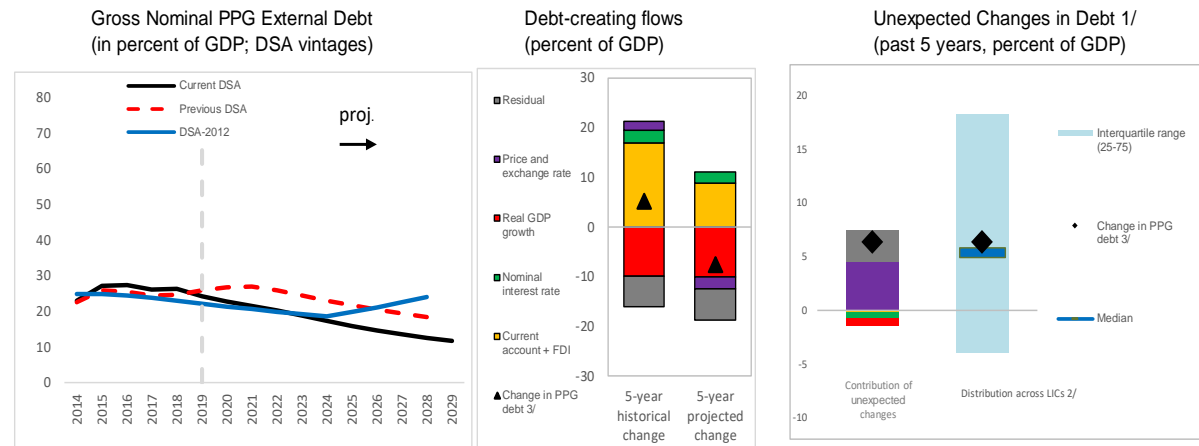 Gross Nominal PPG External Debt
(in percent of GDP; DSA vintages)
Current DSA
Previous DSA
DSA-2012
proj.
80
70
60
50
40
30
20
10
0
2014
2015
2016
2017
2018
2019
2020
2021
2022
2023
2024
2025
2026
2027
2028
2029
Debt-creating flows
(percent of GDP)
Residual
Price and
exchange rate
Real GDP
growth
Nominal
interest rate
Current
account + FDI
Change in PPG
debt 3/
30
20
10
0
-10
-20
-30
5-year
historical
change
5-year
projected
change
Unexpected Changes in Debt 1/
(past 5 years, percent of GDP)
20
15
10
5
0
-5
-10
Contribution of
unexpected
changes
Distribution across LICs 2/
Interquartile range
(25-75)
Change in PPG
debt 3/
Median